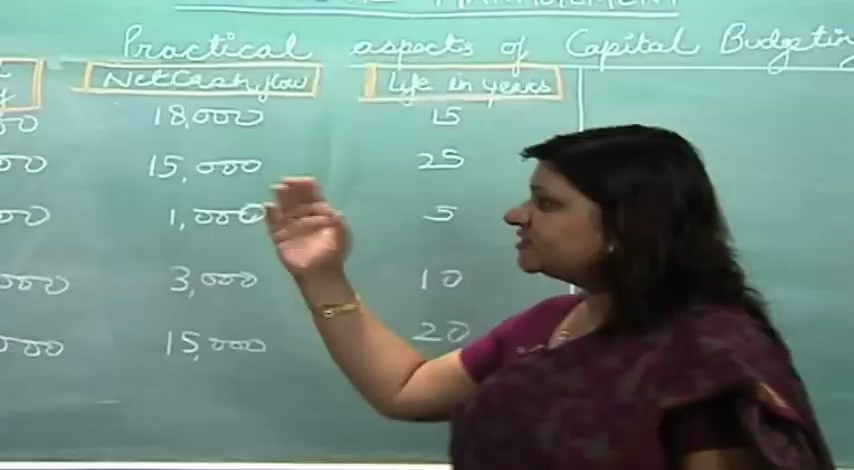 MANAGEMENT
Practical aspects of Capital Budgeting
Net Cash flow Life in years
18,000 15
15,000 25
1,000 5
3,000 10
15,000 20